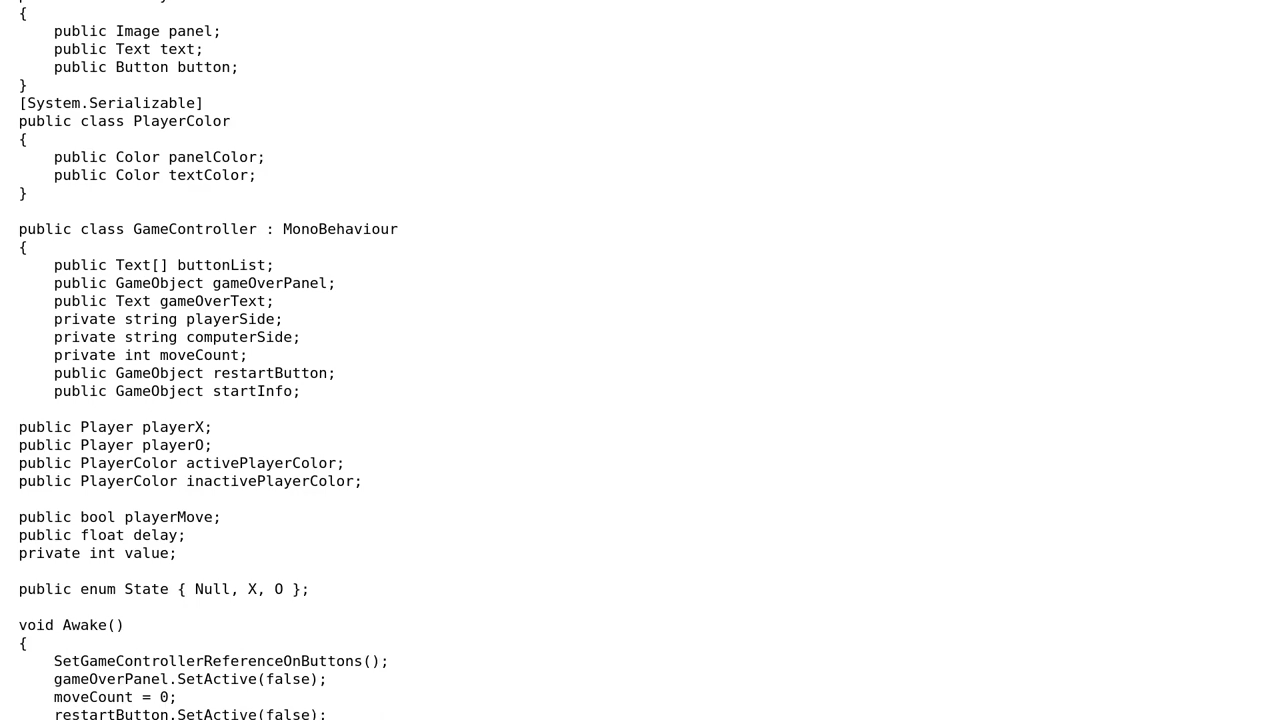 {
    public Image panel;
    public Text text;
    public Button button;
}
[System.Serializable]
public class PlayerColor
{
    public Color panelColor;
    public Color textColor;
}

public class GameController : MonoBehaviour
{
    public Text[] buttonList;
    public GameObject gameOverPanel;
    public Text gameOverText;
    private string playerSide;
    private string computerSide;
    private int moveCount;
    public GameObject restartButton;
    public GameObject startInfo;

public Player playerX;
public Player playerO;
public PlayerColor activePlayerColor;
public PlayerColor inactivePlayerColor;

public bool playerMove;
public float delay;
private int value;

public enum State { Null, X, O };

void Awake()
{
    SetGameControllerReferenceOnButtons();
    gameOverPanel.SetActive(false);
    moveCount = 0;
    restartButton.SetActive(false);